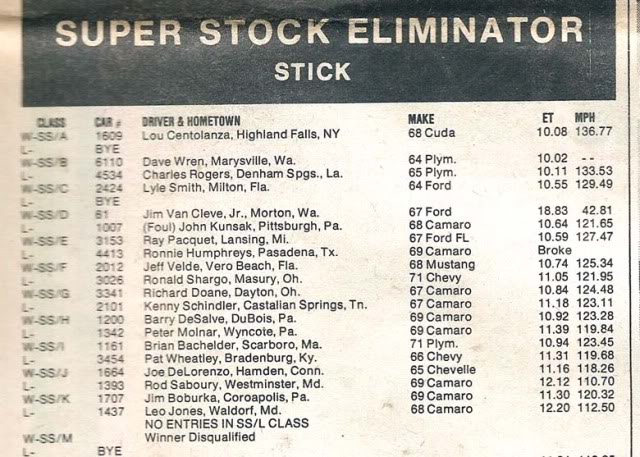 SUPER STOCK ELIMINATOR
STICK
CLASS CAR # DRIVER & HOMETOWN MAKE ET MPH
W-SS/A 1609 Lou Centolanza, Highland Falls, NY 68 Cuda 10.08 136.77
L- BYE
W-SS/B 6110 Dave Wren, Marysville, Wa. 64 Plym. 10.02 - -
L- 4534 Charles Rogers, Denham Spgs., La. 65 Plym. 10.11 133.53
W-SS/C 2424 Lyle Smith, Milton, Fla. 64 Ford 10.55 129.49
L- BYE
W-SS/D 61 Jim Van Cleve, Jr., Morton, Wa. 67 Ford 18.83 42.81
L- 1007 (Foul) John Kunsak, Pittsburgh, Pa. 68 Camaro 10.64 121.65
W-SS/E 3153 Ray Pacquet, Lansing, Mi. 67 Ford FL 10.59 127.47
L- 4413 Ronnie Humphreys, Pasadena, Tx. 69 Camaro Broke
W-SS/F 2012 Jeff Velde, Vero Beach, Fla. 68 Mustang 10.74 125.34
L- 3026 Ronald Shargo, Masury, Oh. 71 Chevy 11.05 121.95
W-SS/G 3341 Richard Doane, Dayton, Oh. 67 Camaro 10.84 124.48
L- 2101 Kenny Schindler, Castalian Springs, Tn. 67 Camaro 11.18 123.11
W-SS/H 1200 Barry DeSalve, DuBois, Pa. 69 Camaro 10.92 123.28
L- 1342 Peter Molnar, Wyncote, Pa. 69 Camaro 11.39 119.84
W-SS/I 1161 Brian Bachelder, Scarboro, Ma. 71 Plym. 10.94 123.45
L- 3454 Pat Wheatley, Bradenburg, Ky. 66 Chevy 11.31 119.68
W-SS/J 1664 Joe DeLorenzo, Hamden, Conn. 65 Chevelle 11.16 118.26
L- 1393 Rod Saboury, Westminster, Md. 69 Camaro 12.12 110.70
W-SS/K 1707 Jim Boburka, Coroapolis, Pa. 69 Camaro 11.30 120.32
L- 1437 Leo Jones, Waldorf, Md. 68 Camaro 12.20 112.50
NO ENTRIES IN SS/L CLASS
W-SS/M Winner Disqualified
L- BYE